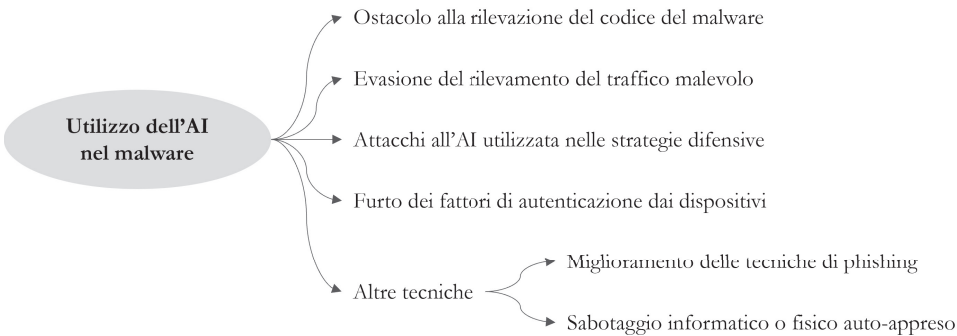 Utilizzo dell'AI
nel malware
Ostacolo alla rilevazione del codice del malware
Evasione del rilevamento del traffico malevolo
Attacchi all'AI utilizzata nelle strategie difensive
Furto dei fattori di autenticazione dai dispositivi
Altre tecniche
Miglioramento delle tecniche di phishing
Sabotaggio informatico o fisico auto-appreso